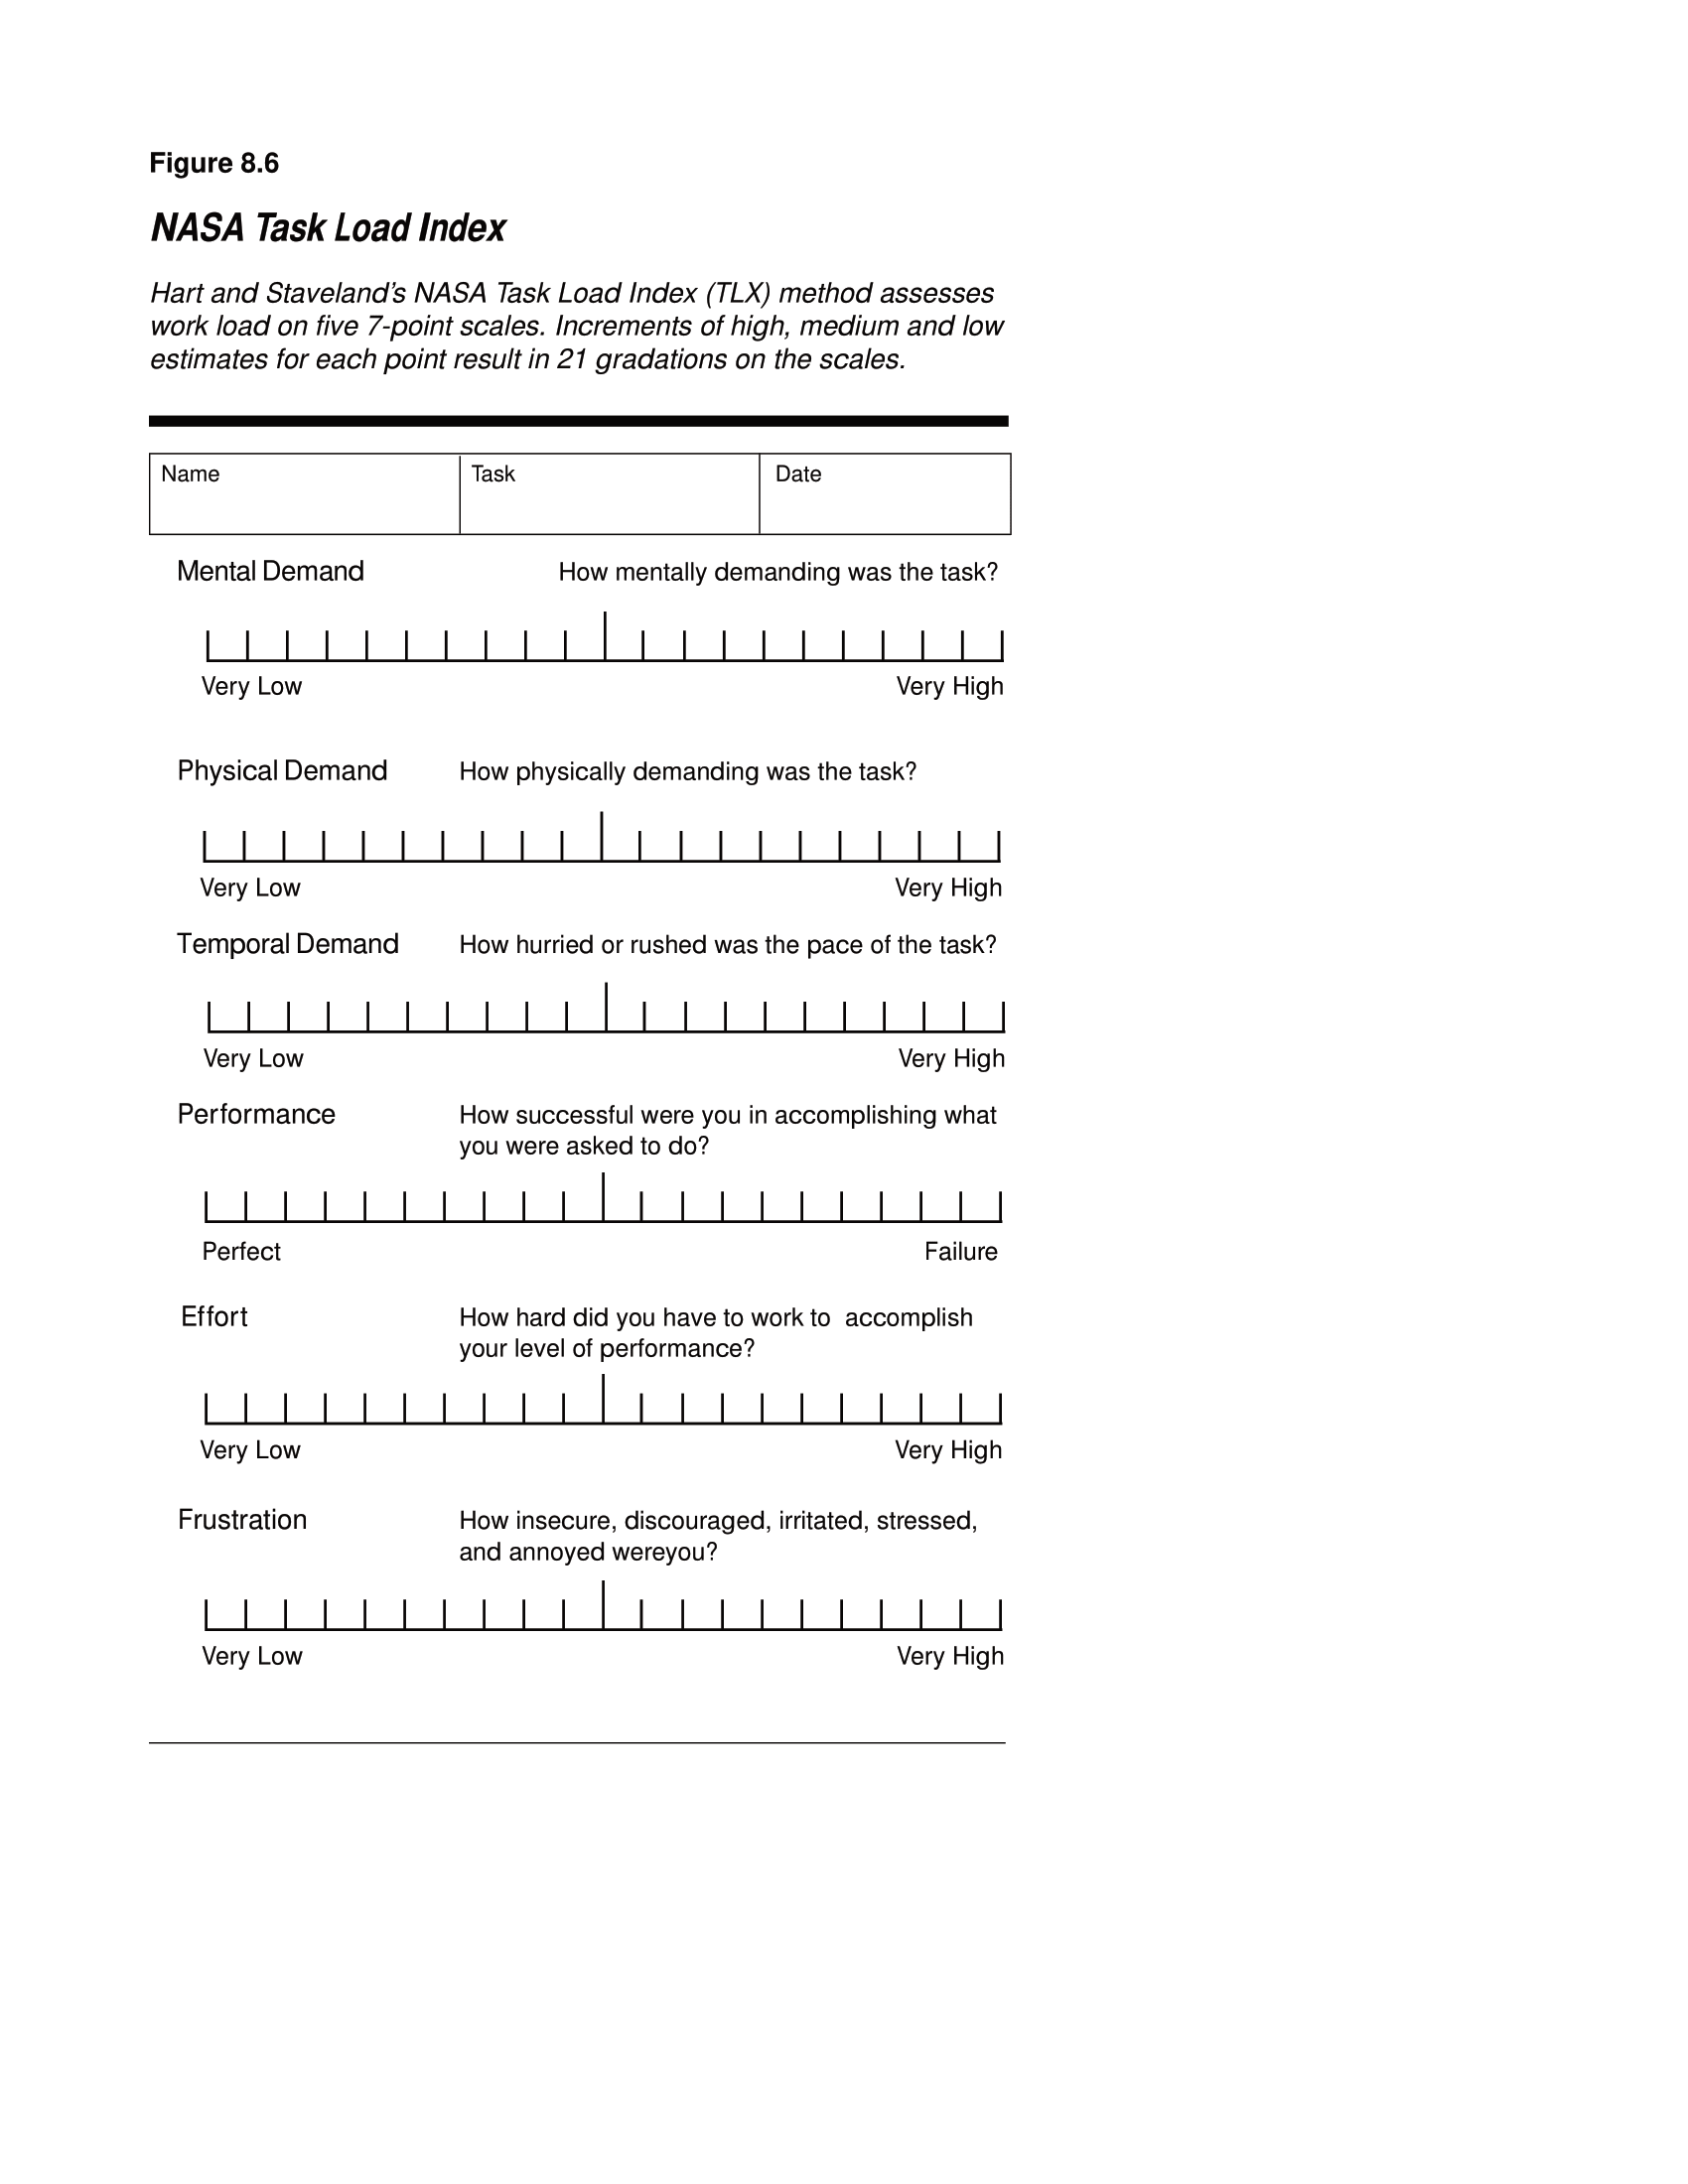 Figure 8.6
NASA Task Load Index
Hart and Staveland’s NASA Task Load Index (TLX) method assesses
work load on five 7-point scales. Increments of high, medium and low
estimates for each point result in 21 gradations on the scales.
Name Task Date
Mental Demand How mentally demanding was the task?
Very Low Very High
Physical Demand How physically demanding was the task?
Very Low Very High
Temporal Demand How hurried or rushed was the pace of the task?
Very Low Very High
Performance How successful were you in accomplishing what
you were asked to do?
Perfect Failure
Effort How hard did you have to work to accomplish
your level of performance?
Very Low Very High
Frustration How insecure, discouraged, irritated, stressed,
and annoyed wereyou?
Very Low Very High